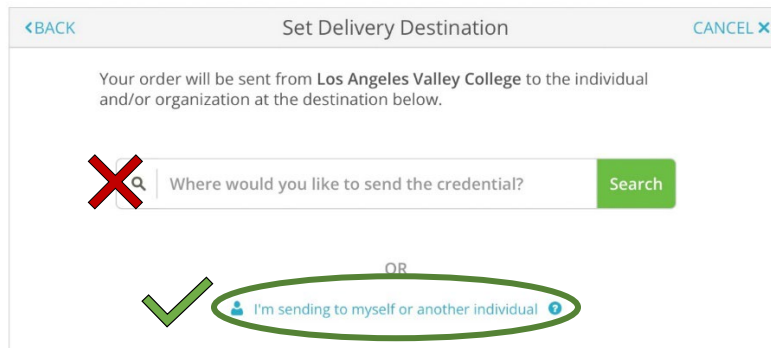 BACK
Set Delivery Destination
CANCEL
Your order will be sent from Los Angeles Valley College to the individual
and/or organization at the destination below.
Where would you like to send the credential?
Search
OR
I'm sending to myself or another individual ?